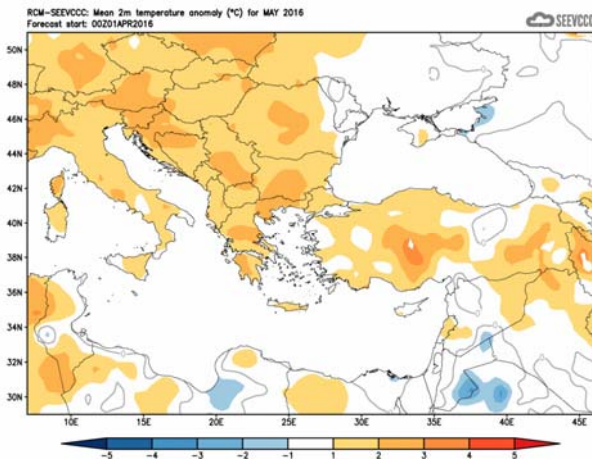 RCM-SEEVCCC: Mean 2m temperature anomaly (°C) for MAY 2016
Forecast start: 00Z01APR2016
SEEVCCC
50N
48N
46N
44N
42N
40N
38N
36N
34N
32N
30N
10E 15E 20E 25E 30E 35E 40E 45E
-5 -4 -3 -2 -1 1 2 3 4 5